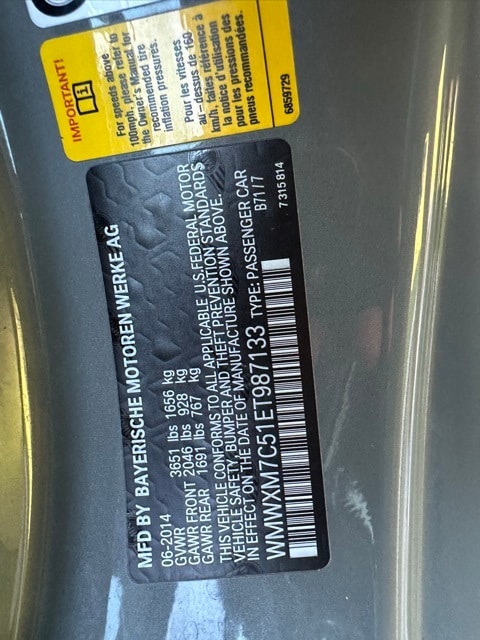 IMPORTANT!
For speeds above
100mph, please refer to
the Owner's Manual for
recommended tire
inflation pressures.
Pour les vitesses
au - dessus de 160
km/h, faites référence à
la notice d'utilisation
pour les pressions des
pneus recommandées
6859729
MFD BY BAYERISCHE MOTOREN WERKE AG
06-2014
GVWR 3651 lbs 1656 kg
GAWR FRONT 2046 lbs 928 kg
GAWR REAR 1691 lbs 767 kg
THIS VEHICLE CONFORMS TO ALL APPLICABLE U.S. FEDERAL MOTOR
VEHICLE SAFETY, BUMPER AND THEFT PREVENTION STANDARDS
IN EFFECT ON THE DATE OF MANUFACTURE SHOWN ABOVE.
WMWXM7C51ET987133 TYPE: PASSENGER CAR
B71/7
7 315 814